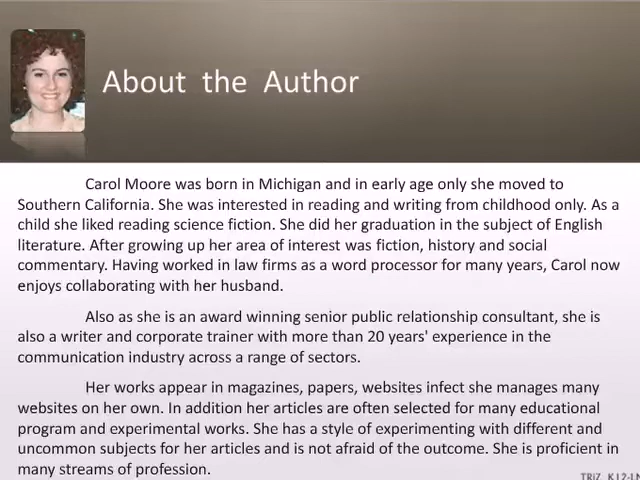 About the Author
Carol Moore was born in Michigan and in early age only she moved to
Southern California. She was interested in reading and writing from childhood only. As a
child she liked reading science fiction. She did her graduation in the subject of English
literature. After growing up her area of interest was fiction, history and social
commentary. Having worked in law firms as a word processor for many years, Carol now
enjoys collaborating with her husband.
Also as she is an award winning senior public relationship consultant, she is
also a writer and corporate trainer with more than 20 years' experience in the
communication industry across a range of sectors.
Her works appear in magazines, papers, websites infect she manages many
websites on her own. In addition her articles are often selected for many educational
program and experimental works. She has a style of experimenting with different and
uncommon subjects for her articles and is not afraid of the outcome. She is proficient in
many streams of profession.